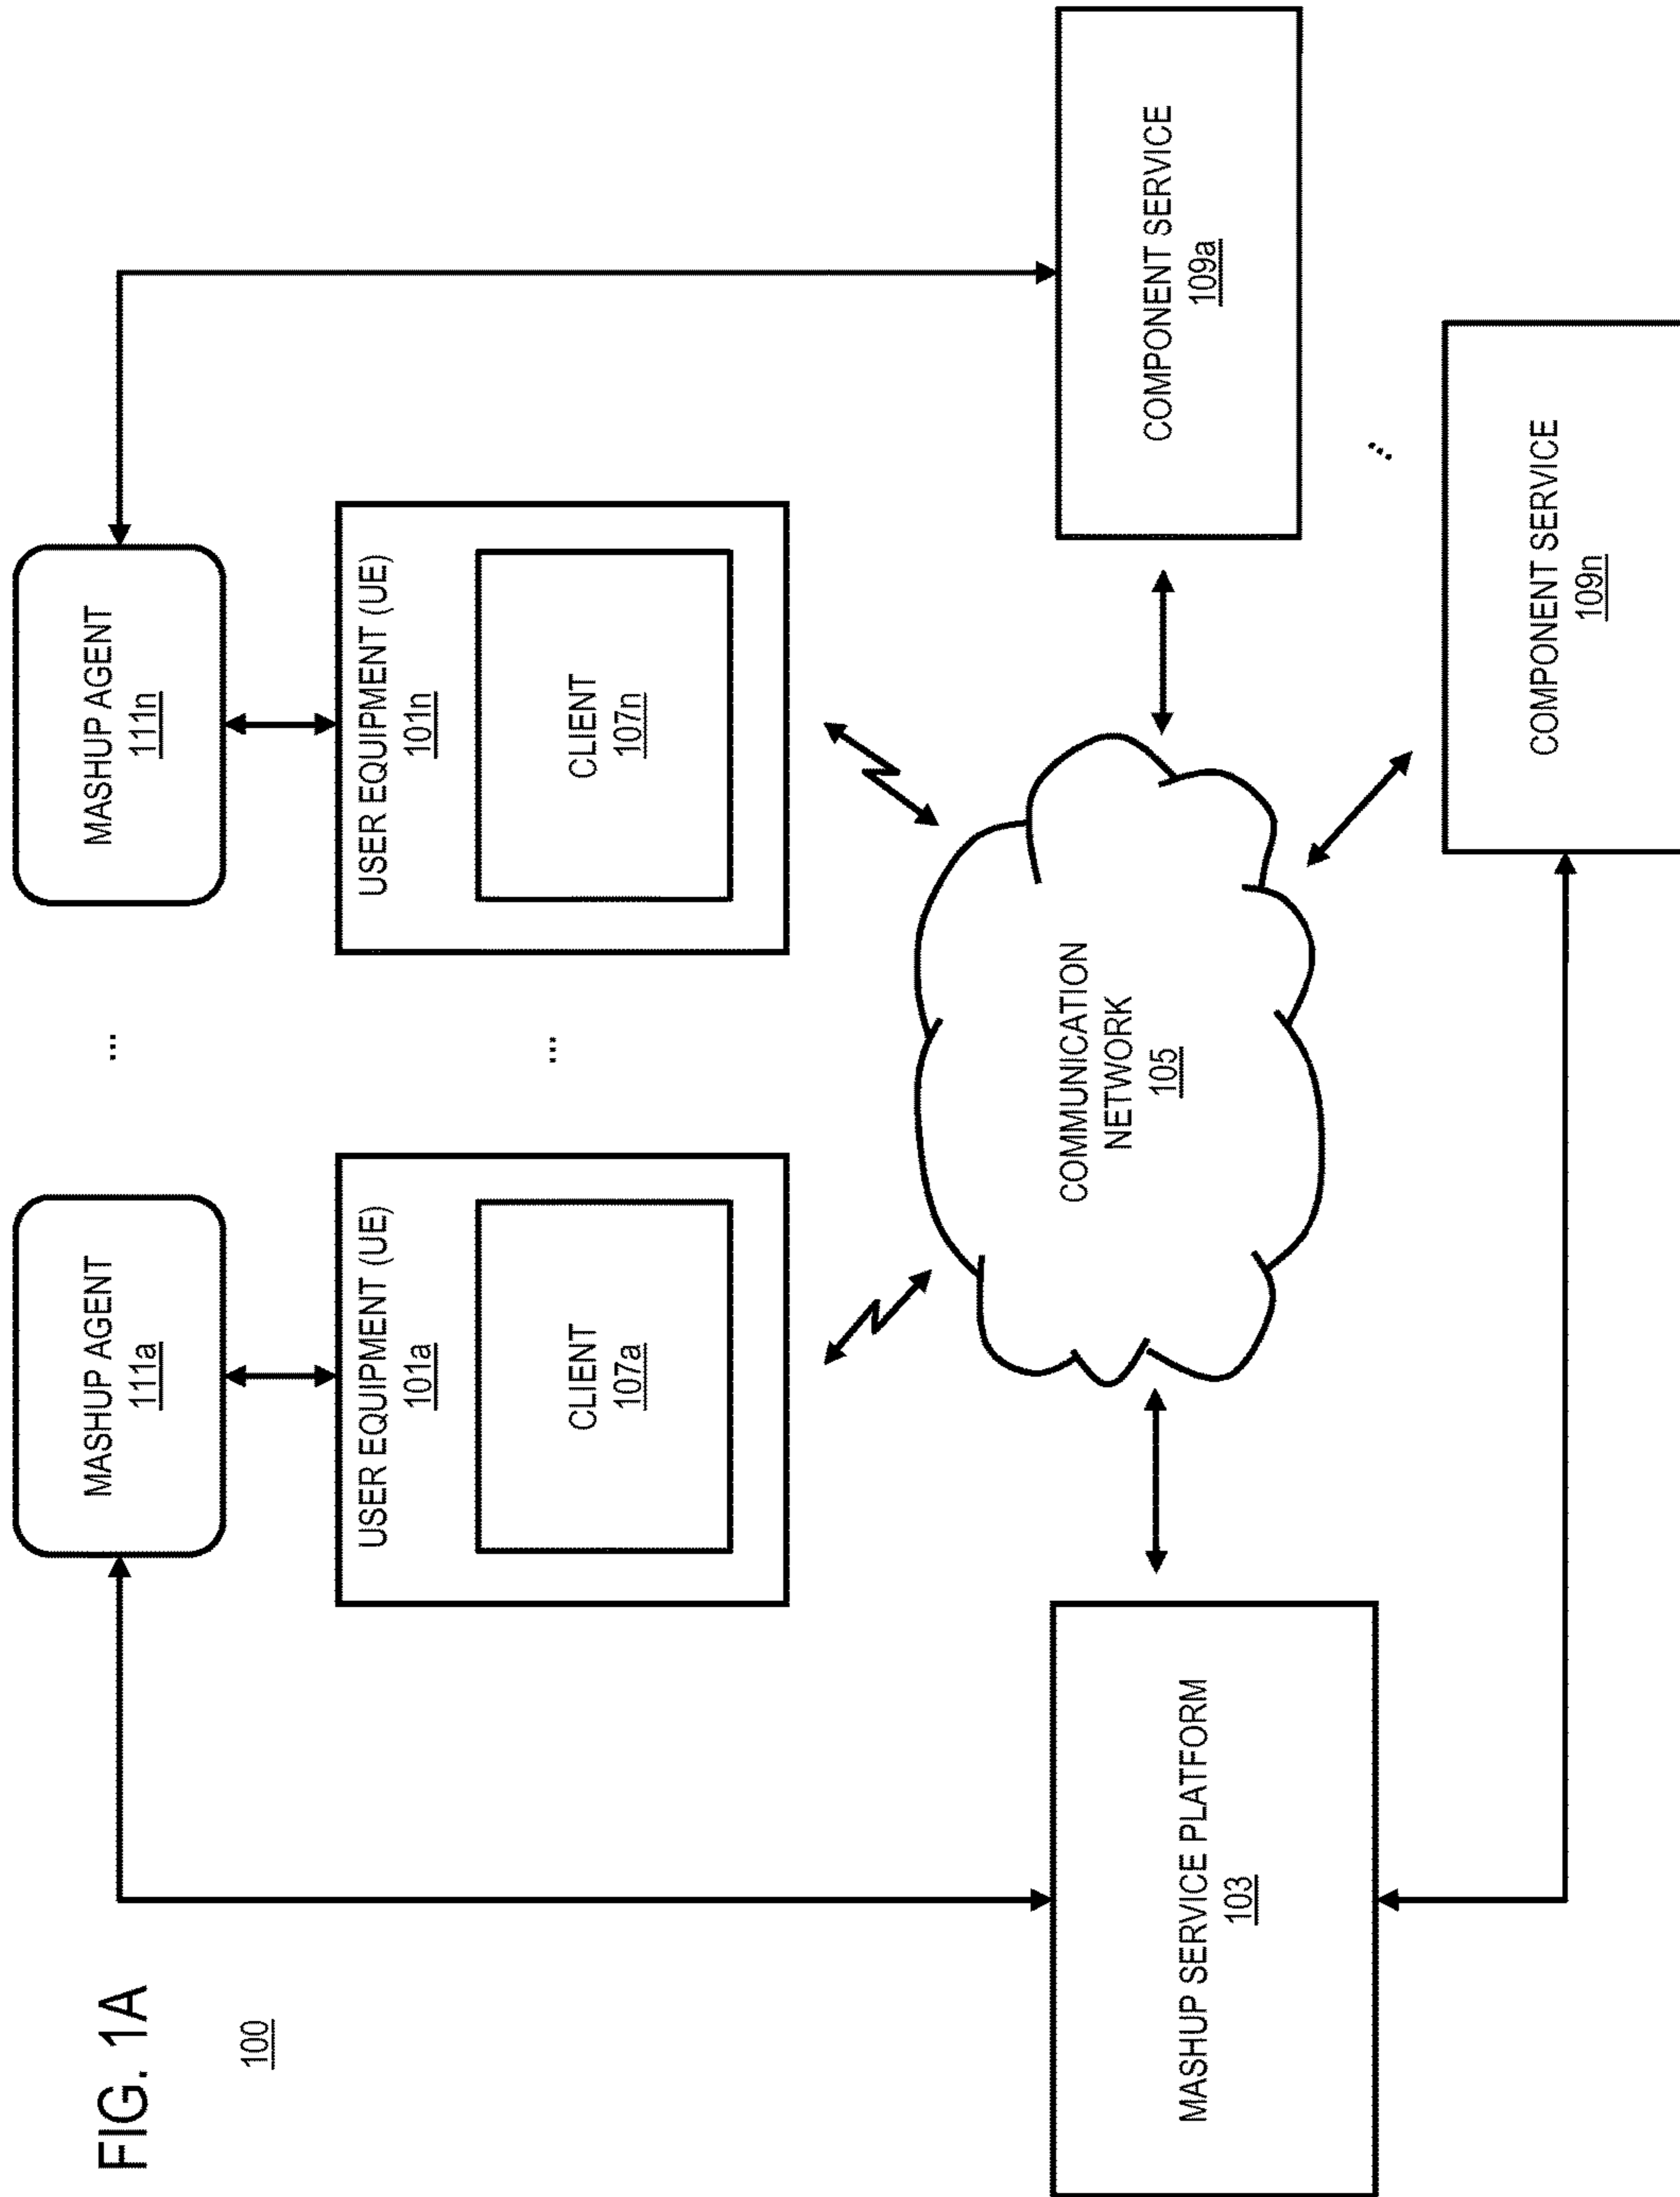 FIG. 1A
100
MASHUP AGENT
111a
...
MASHUP AGENT
111n
USER EQUIPMENT (UE)
101a
CLIENT
107a
...
USER EQUIPMENT (UE)
101n
CLIENT
107n
COMMUNICATION
NETWORK
105
MASHUP SERVICE PLATFORM
103
COMPONENT SERVICE
109a
...
COMPONENT SERVICE
109n